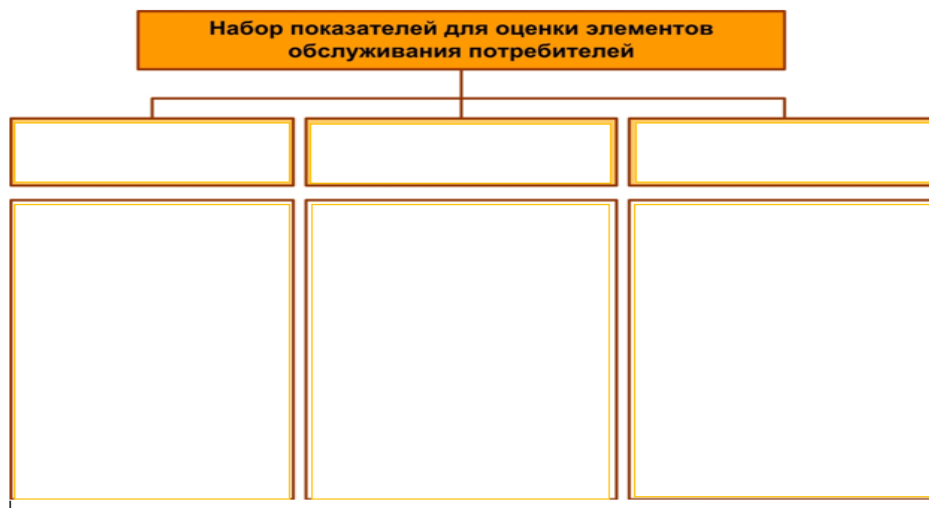 Набор показателей для оценки элементов
обслуживания потребителей